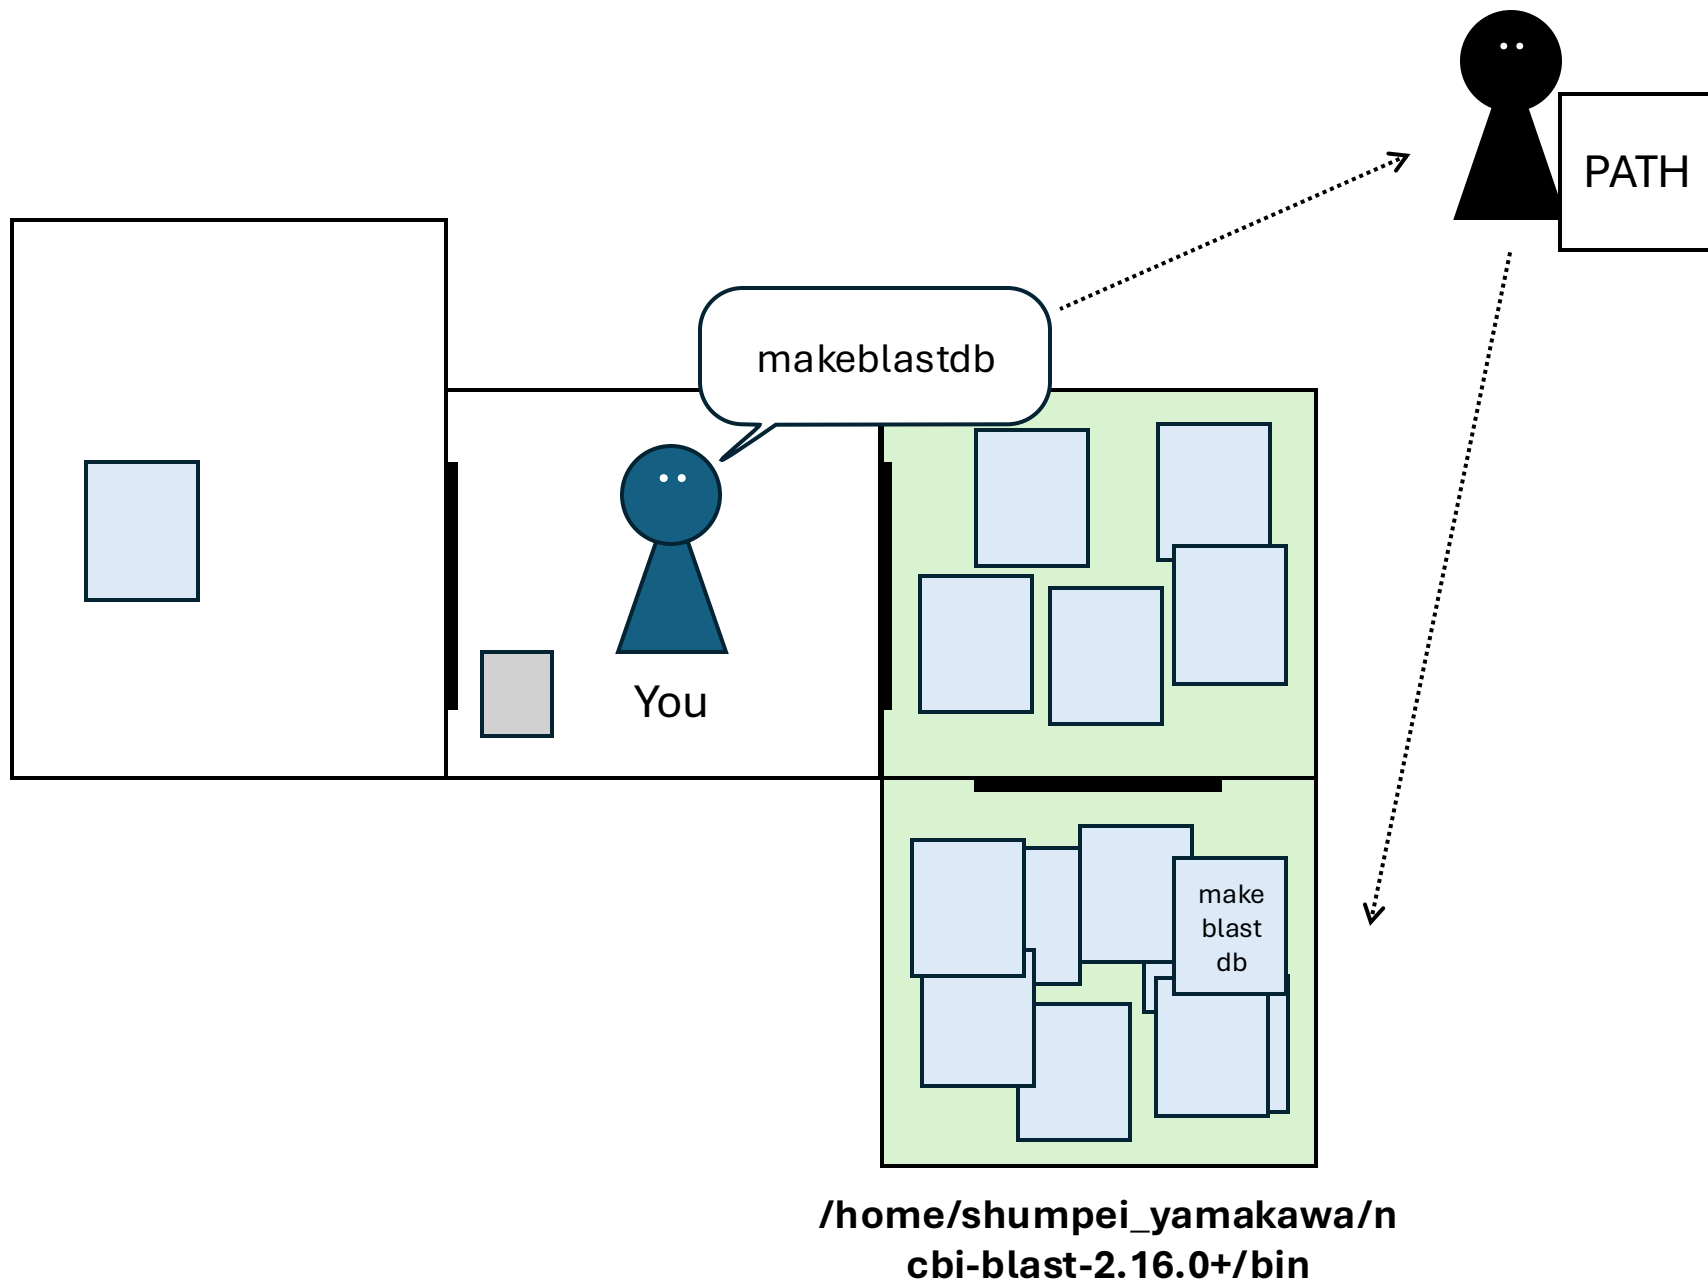 PATH
makeblastdb
You
make
blast
db
/home/shumpei_yamakawa/n
cbi-blast-2.16.0+/bin